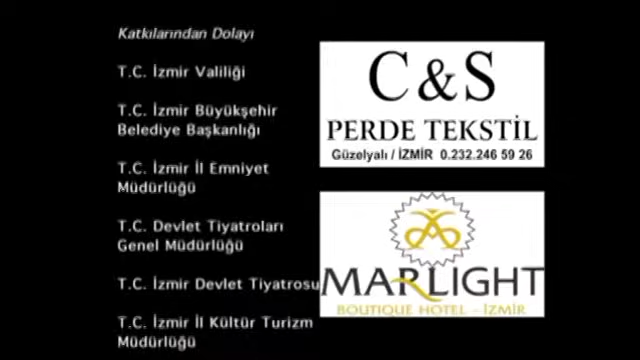 Katkılarından Dolayı
T.C. İzmir Valiliği
T.C. İzmir Büyükşehir
Belediye Başkanlığı
T.C. İzmir İl Emniyet
Müdürlüğü
T.C. Devlet Tiyatroları
Genel Müdürlüğü
T.C. İzmir Devlet Tiyatrosu
T.C. İzmir İl Kültür Turizm
Müdürlüğü
C & S
PERDE TEKSTİL
Güzelyalı / İZMİR 0.232.246 59 26
MARLIGHT
BOUTIQUE HOTEL - İZMİR